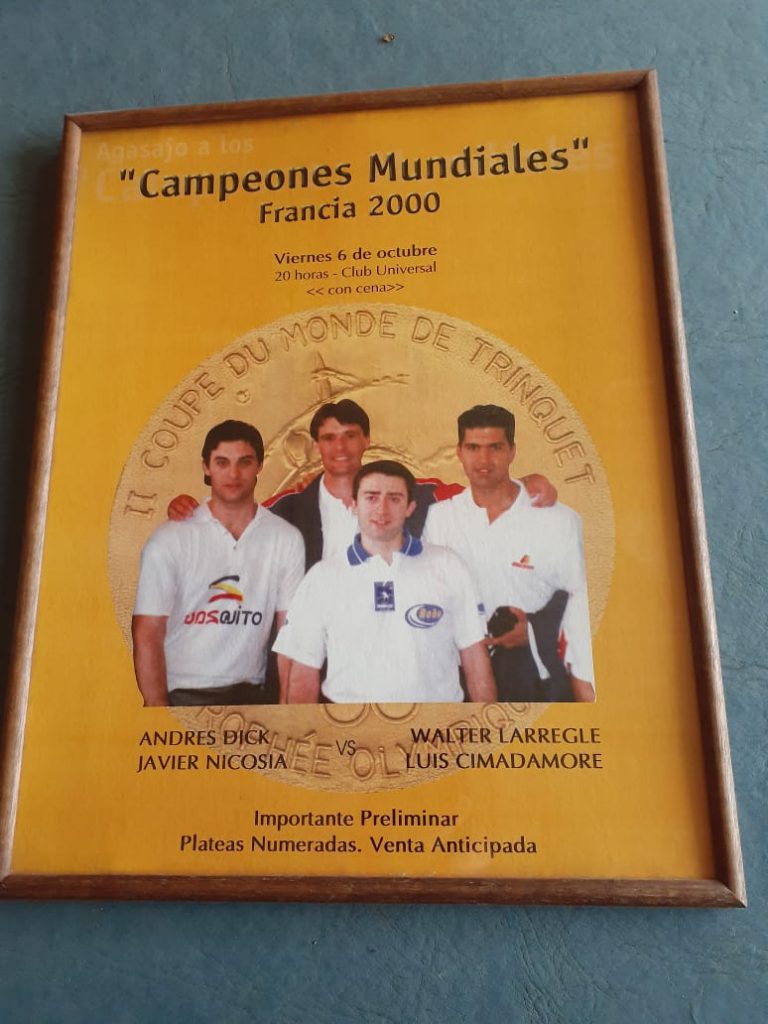 Agasajo a los
"Campeones Mundiales"
Francia 2000
Viernes 6 de octubre
20 horas - Club Universal
<< con cena>>
II COUPE DU MONDE DE TRINQUET
TROPHÉE OLYMPIQUE
ANDRES DICK
JAVIER NICOSIA
VS
WALTER LARREGLE
LUIS CIMADAMORE
Importante Preliminar
Plateas Numeradas. Venta Anticipada